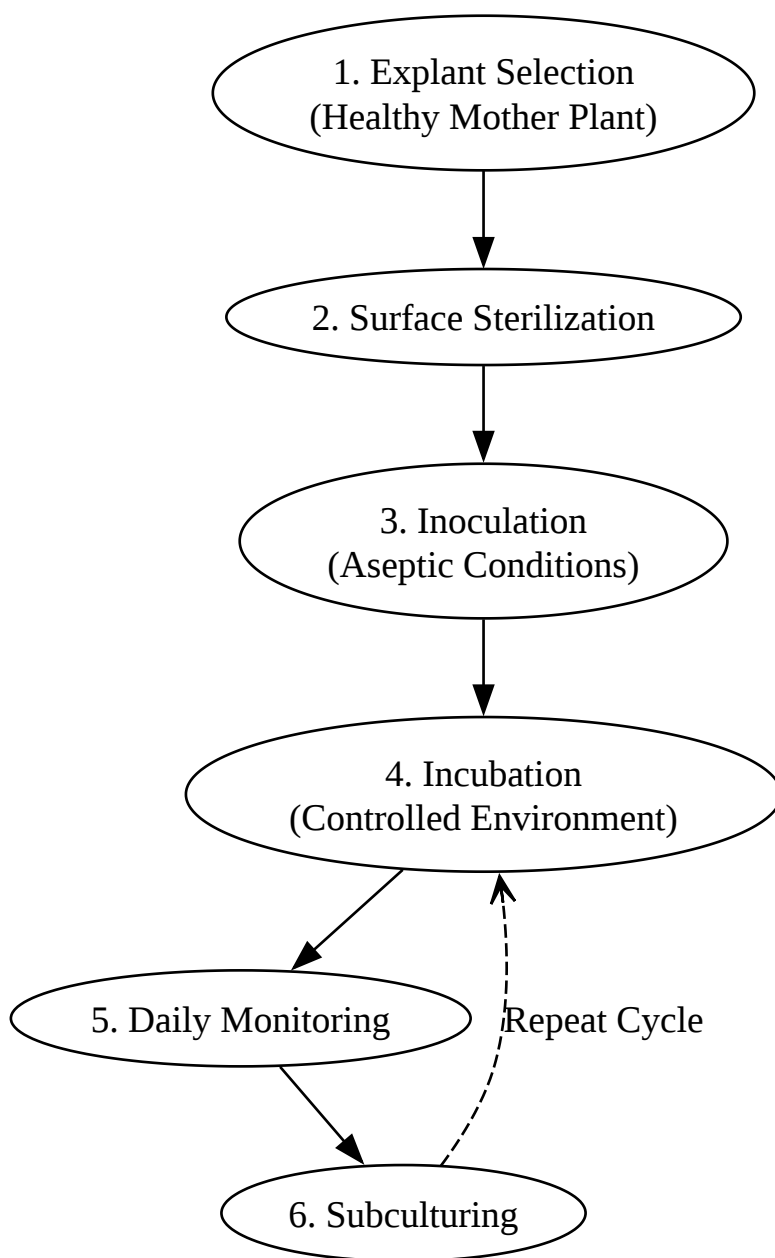 1. Explant Selection
(Healthy Mother Plant)
2. Surface Sterilization
3. Inoculation
(Aseptic Conditions)
4. Incubation
(Controlled Environment)
5. Daily Monitoring
Repeat Cycle
6. Subculturing